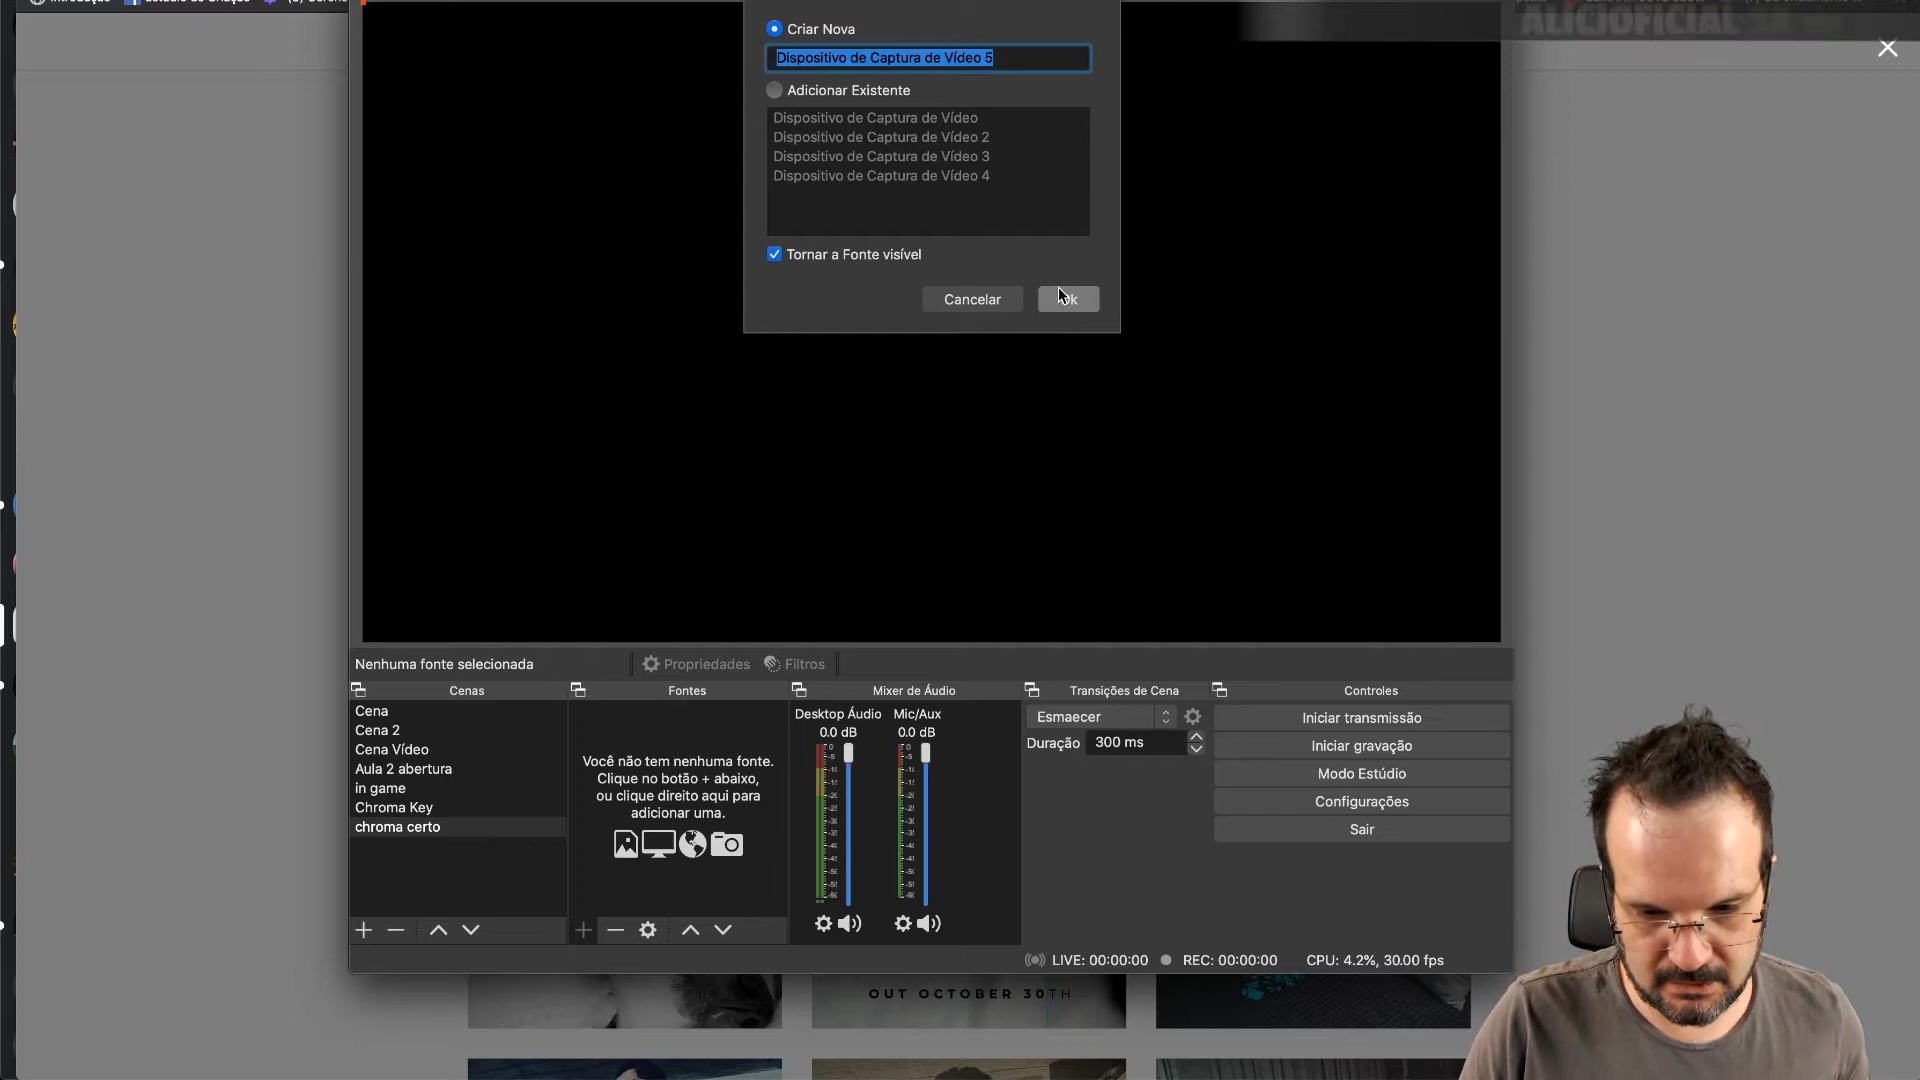 Criar Nova
ALICIOFICIAL
Dispositivo de Captura de Vídeo 5
Adicionar Existente
Dispositivo de Captura de Vídeo
Dispositivo de Captura de Vídeo 2
Dispositivo de Captura de Vídeo 3
Dispositivo de Captura de Vídeo 4
Tornar a Fonte visível
Cancelar
Nenhuma fonte selecionada
Propriedades
Filtros
Cenas
Fontes
Mixer de Áudio
Transições de Cena
Controles
Cena
Cena 2
Cena Vídeo
Aula 2 abertura
in game
Chroma Key
chroma certo
Você não tem nenhuma fonte.
Clique no botão + abaixo,
ou clique direito aqui para
adicionar uma.
Desktop Áudio
Mic/Aux
0.0 dB
0.0 dB
Esmaecer
Duração
300 ms
Iniciar transmissão
Iniciar gravação
Modo Estúdio
Configurações
Sair
LIVE: 00:00:00
REC: 00:00:00
CPU: 4.2%, 30.00 fps
OUT OCTOBER 30TH